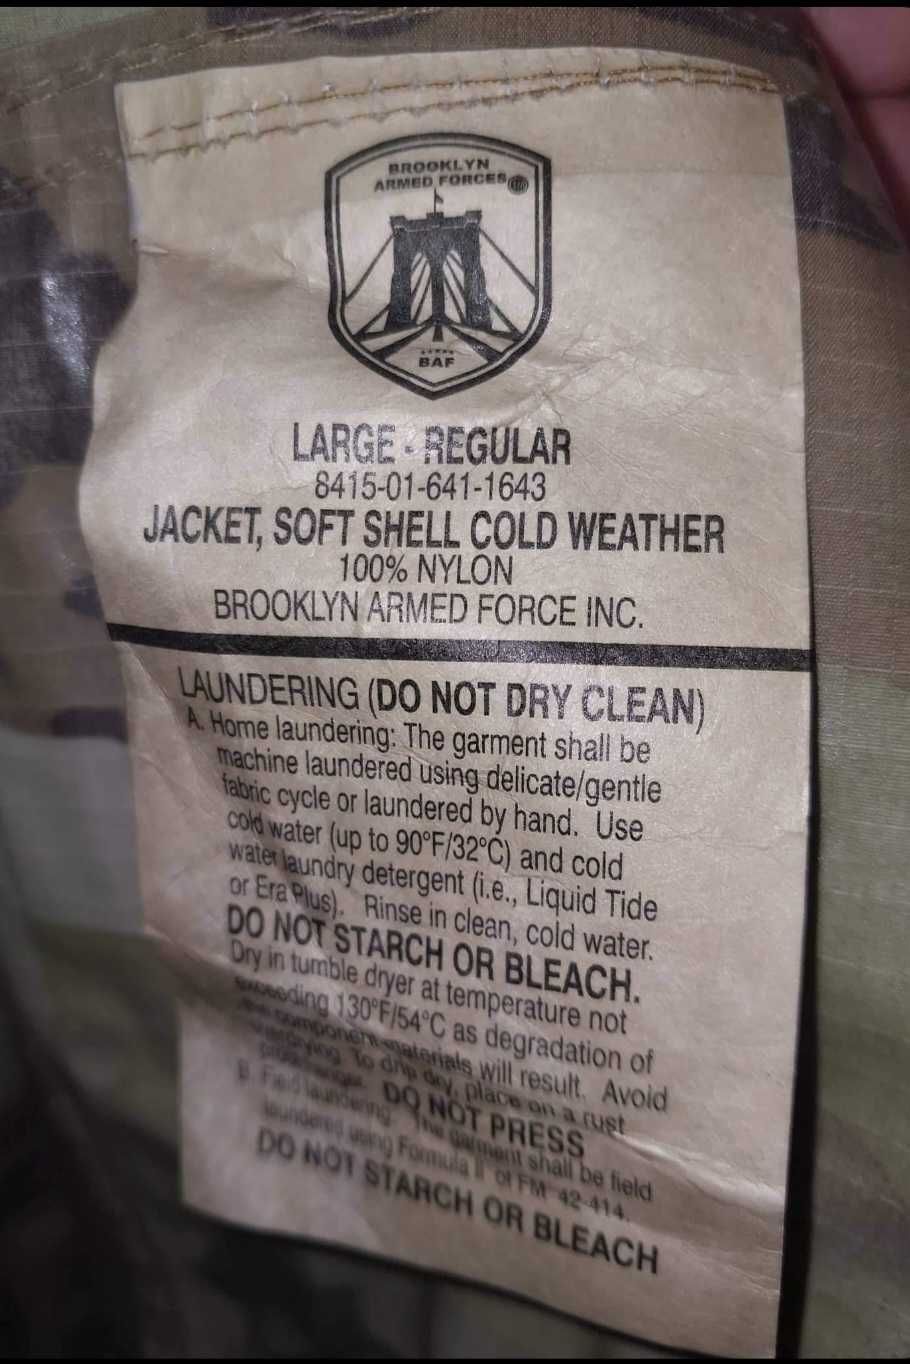 BROOKLYN
ARMED FORCES
BAF
LARGE - REGULAR
8415-01-641-1643
JACKET, SOFT SHELL COLD WEATHER
100% NYLON
BROOKLYN ARMED FORCE INC.
LAUNDERING (DO NOT DRY CLEAN)
A. Home laundering: The garment shall be
machine laundered using delicate/gentle
fabric cycle or laundered by hand. Use
cold water (up to 90°F/32°C) and cold
water laundry detergent (i.e., Liquid Tide
or Era Plus). Rinse in clean, cold water.
DO NOT STARCH OR BLEACH.
Dry in tumble dryer at temperature not
exceeding 130°F/54°C as degradation of
component materials will result. Avoid
overdrying. To drip dry, place on a rust
proof hanger. DO NOT PRESS
B. Field laundering: The garment shall be field
laundered using Formula II of FM 42-414.
DO NOT STARCH OR BLEACH